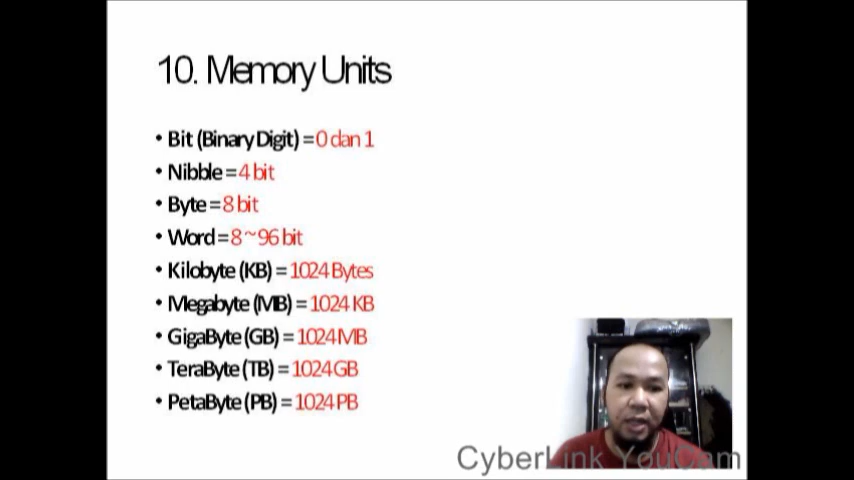 10. Memory Units
• Bit (Binary Digit) = 0 dan 1
• Nibble = 4 bit
• Byte = 8 bit
• Word = 8 ~ 96 bit
• Kilobyte (KB) = 1024 Bytes
• Megabyte (MB) = 1024 KB
• GigaByte (GB) = 1024 MB
• TeraByte (TB) = 1024 GB
• PetaByte (PB) = 1024 PB
CyberLink YouCam